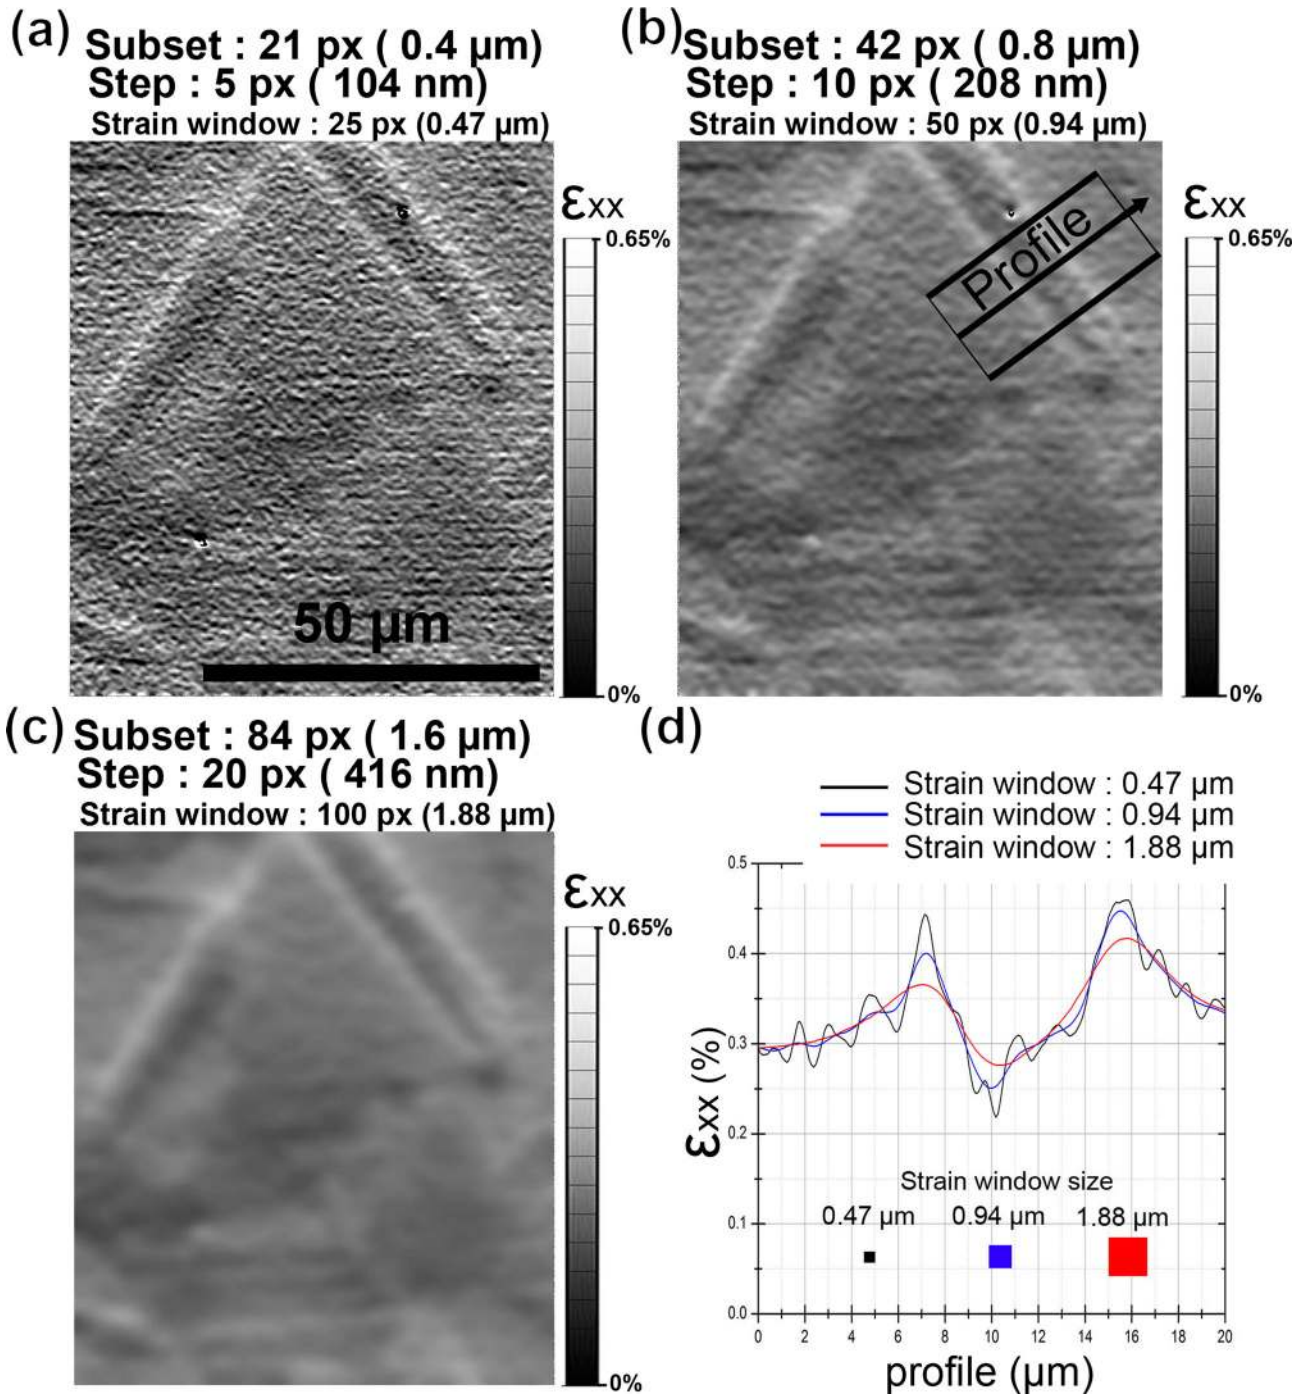 (a)
Subset : 21 px ( 0.4 µm)
Step : 5 px ( 104 nm)
Strain window : 25 px (0.47 µm)
εxx
0.65%
0%
50 µm
(b)
Subset : 42 px ( 0.8 µm)
Step : 10 px ( 208 nm)
Strain window : 50 px (0.94 µm)
Profile
εxx
0.65%
0%
(c)
Subset : 84 px ( 1.6 µm)
Step : 20 px ( 416 nm)
Strain window : 100 px (1.88 µm)
εxx
0.65%
0%
(d)
Strain window : 0.47 µm
Strain window : 0.94 µm
Strain window : 1.88 µm
0.5
0.4
0.3
0.2
0.1
0.0
εxx (%)
Strain window size
0.47 µm 0.94 µm 1.88 µm
0 2 4 6 8 10 12 14 16 18 20
profile (µm)